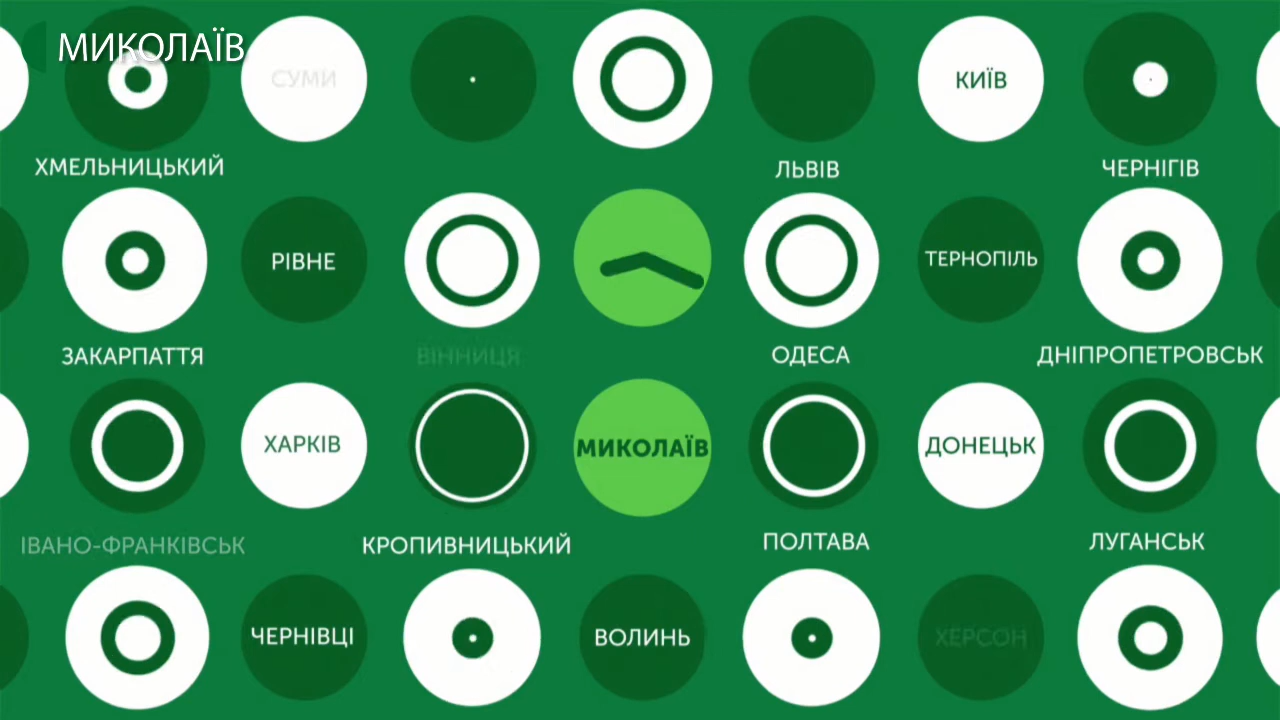 МИКОЛАЇВ
СУМИ
КИЇВ
ХМЕЛЬНИЦЬКИЙ
ЛЬВІВ
ЧЕРНІГІВ
РІВНЕ
ТЕРНОПІЛЬ
ЗАКАРПАТТЯ
ВІННИЦЯ
ОДЕСА
ДНІПРОПЕТРОВСЬК
ХАРКІВ
МИКОЛАЇВ
ДОНЕЦЬК
ІВАНО-ФРАНКІВСЬК
КРОПИВНИЦЬКИЙ
ПОЛТАВА
ЛУГАНСЬК
ЧЕРНІВЦІ
ВОЛИНЬ
ХЕРСОН